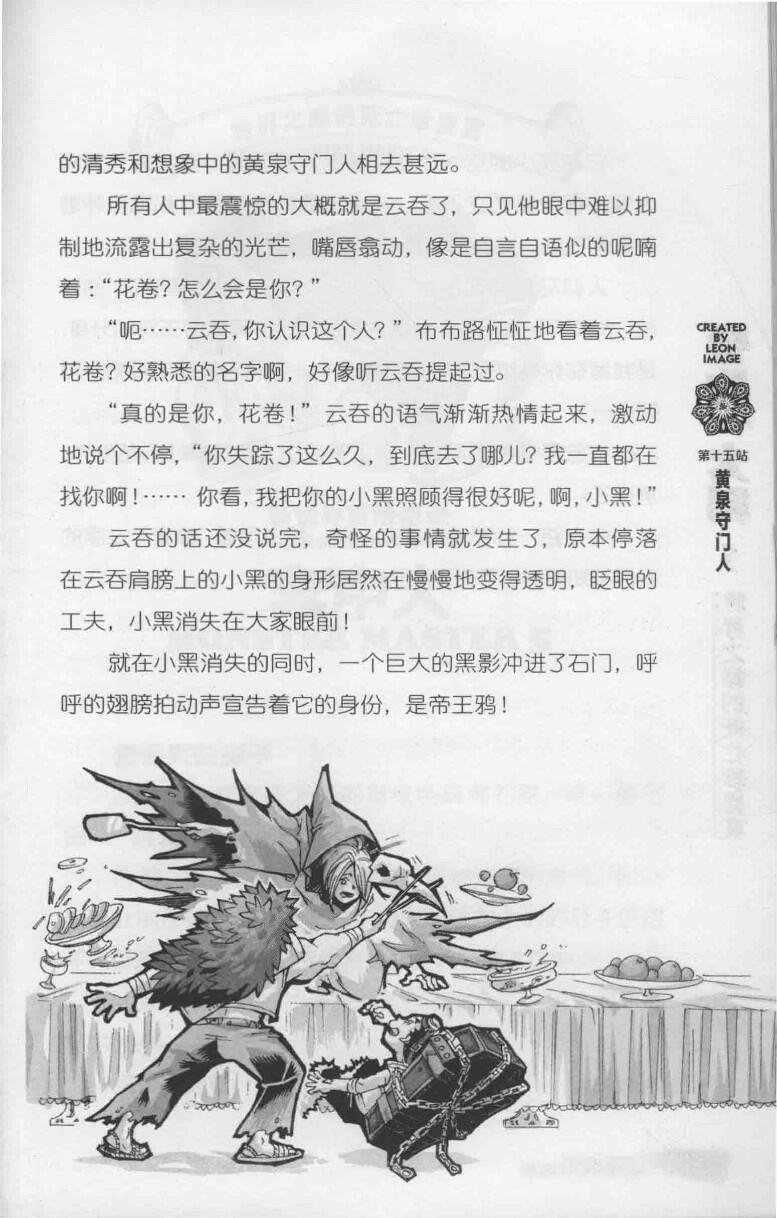 的清秀和想象中的黄泉守门人相去甚远。
所有人中最震惊的大概就是云吞了，只见他眼中难以抑
制地流露出复杂的光芒，嘴唇翕动，像是自言自语似的呢喃
着：“花卷？怎么会是你？”
“呃……云吞，你认识这个人？”布布路怔怔地看着云吞，
花卷？好熟悉的名字啊，好像听云吞提起过。
“真的是你，花卷！”云吞的语气渐渐热情起来，激动
地说个不停，“你失踪了这么久，到底去了哪儿？我一直都在
找你啊！……你看，我把你的小黑照顾得很好呢，啊，小黑！”
云吞的话还没说完，奇怪的事情就发生了，原本停落
在云吞肩膀上的小黑的身形居然在慢慢地变得透明，眨眼的
工夫，小黑消失在大家眼前！
就在小黑消失的同时，一个巨大的黑影冲进了石门，呼
呼的翅膀拍动声宣告着它的身份，是帝王鸦！
CREATED
BY
LEON
IMAGE
第十五站
黄泉守门人